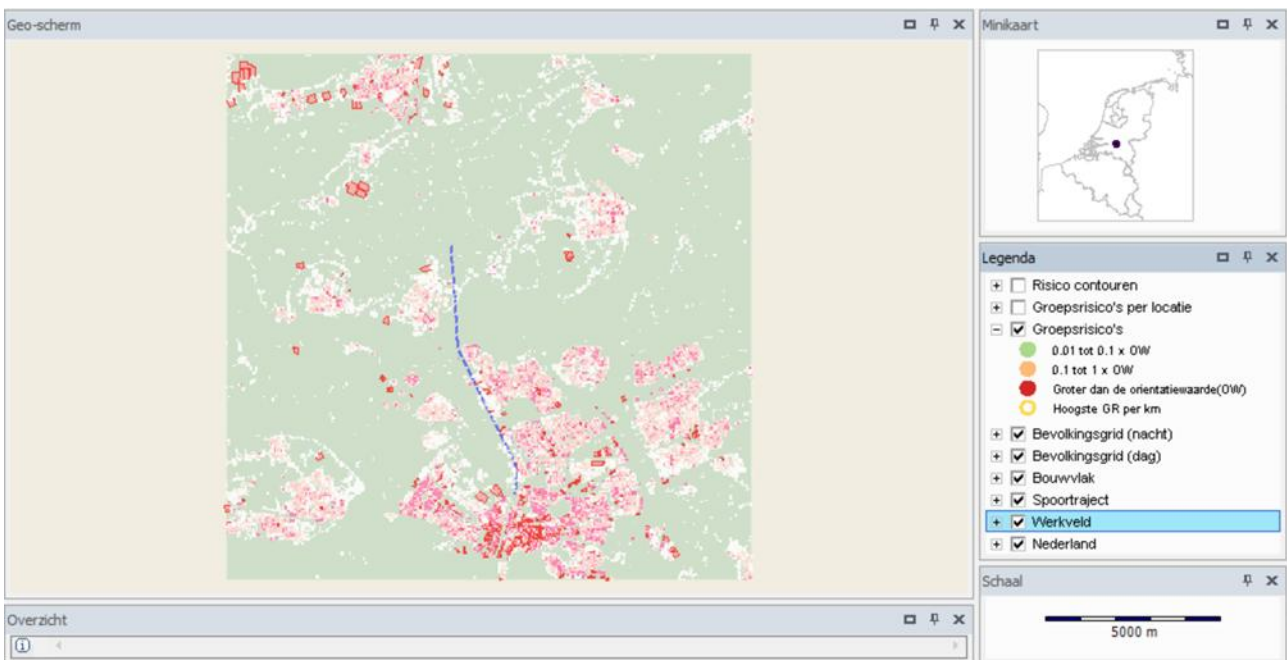 Geo-scherm
Minikaart
Legenda
Risico contouren
Groepsrisico's per locatie
Groepsrisico's
0.01 tot 0.1 x OW
0.1 tot 1 x OW
Groter dan de orientatiewaarde(OW)
Hoogste GR per km
Bevolkingsgrid (nacht)
Bevolkingsgrid (dag)
Bouwvlak
Spoortraject
Werkveld
Nederland
Schaal
5000 m
Overzicht